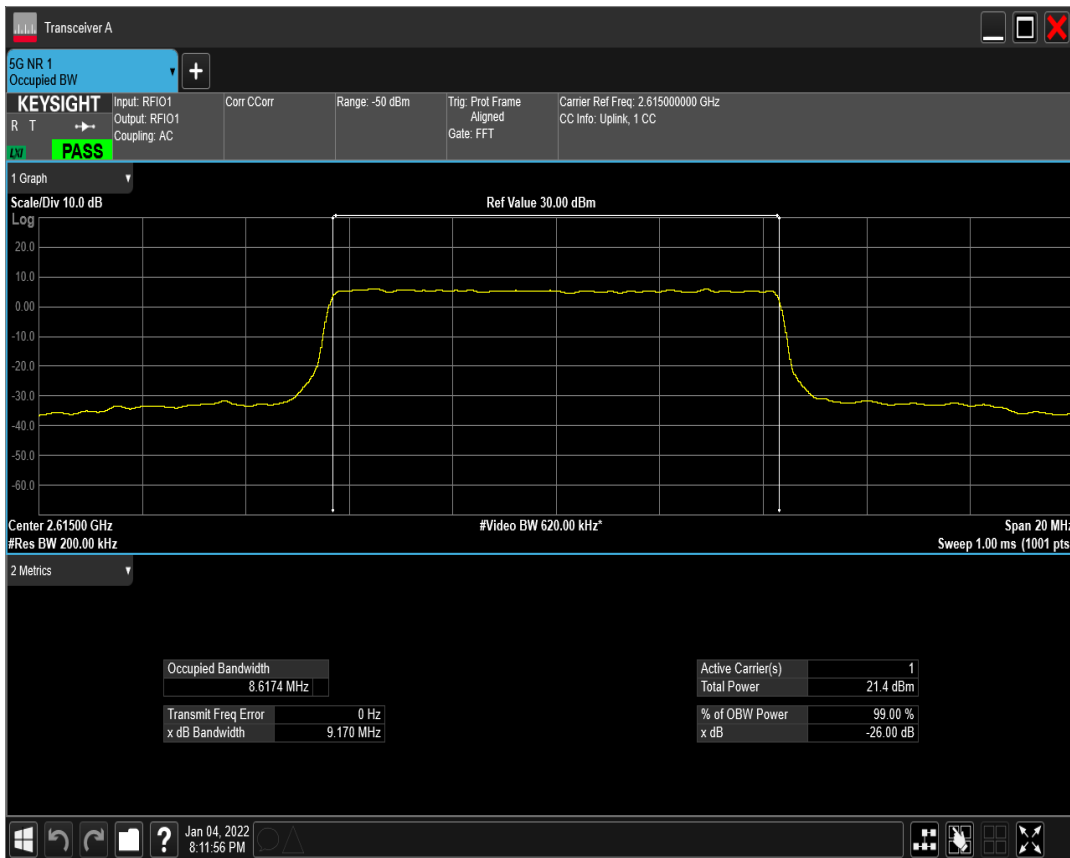 Transceiver A
5G NR 1
Occupied BW
KEYSIGHT
R T
LXI
PASS
Input: RFIO1
Output: RFIO1
Coupling: AC
Corr CCorr
Range: -50 dBm
Trig: Prot Frame
Aligned
Gate: FFT
Carrier Ref Freq: 2.615000000 GHz
CC Info: Uplink, 1 CC
1 Graph
Scale/Div 10.0 dB
Ref Value 30.00 dBm
Log
20.0
10.0
0.00
-10.0
-20.0
-30.0
-40.0
-50.0
-60.0
Center 2.61500 GHz
#Video BW 620.00 kHz*
Span 20 MHz
#Res BW 200.00 kHz
Sweep 1.00 ms (1001 pts
2 Metrics
Occupied Bandwidth
8.6174 MHz
Transmit Freq Error 0 Hz
x dB Bandwidth 9.170 MHz
Active Carrier(s) 1
Total Power 21.4 dBm
% of OBW Power 99.00 %
x dB -26.00 dB
?
Jan 04, 2022
8:11:56 PM